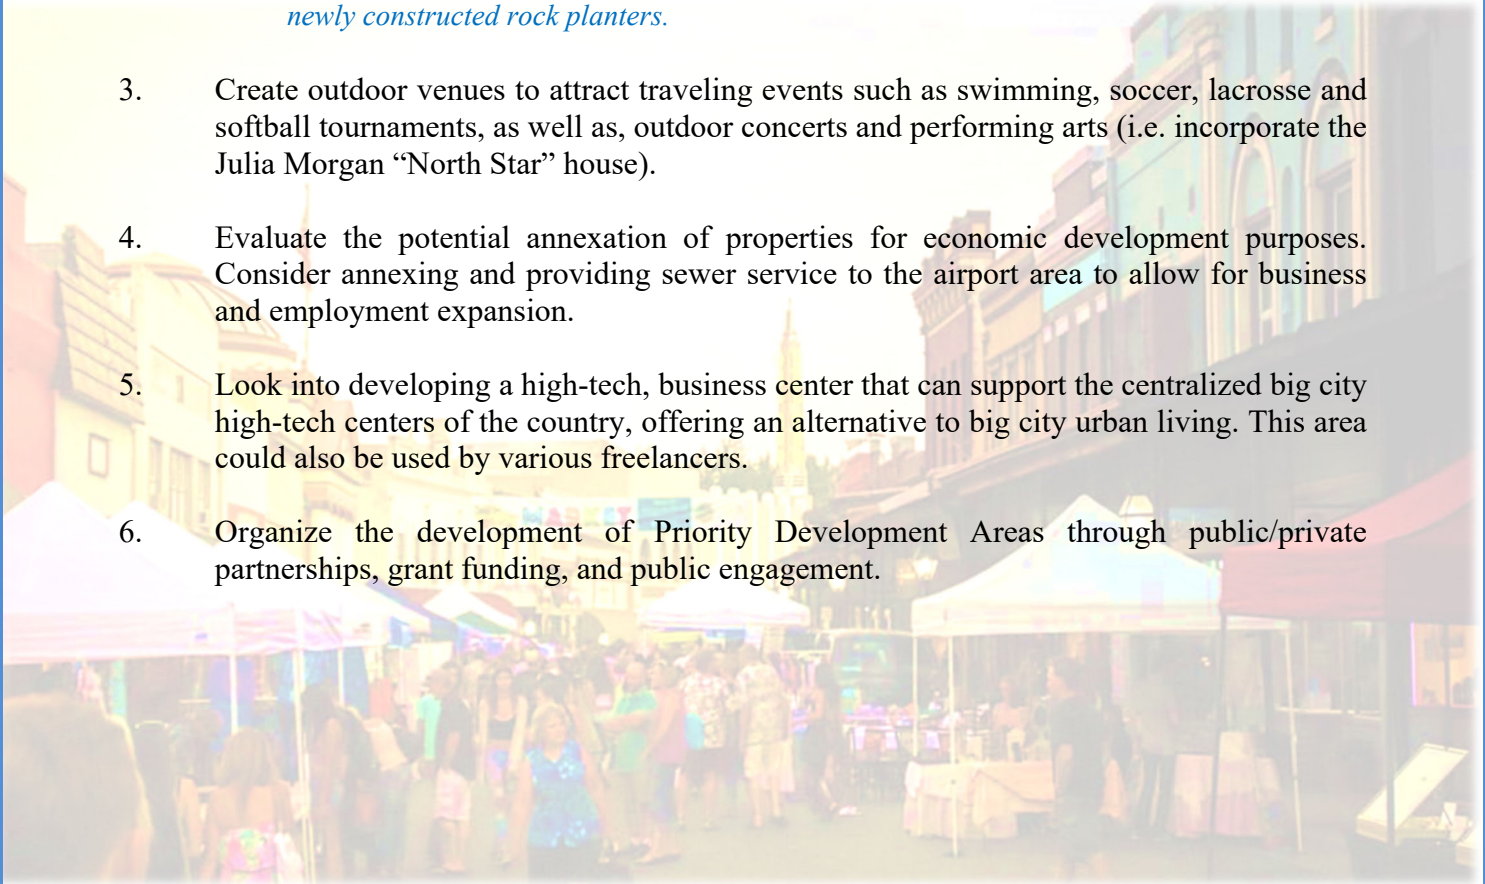 newly constructed rock planters.
3. Create outdoor venues to attract traveling events such as swimming, soccer, lacrosse and
softball tournaments, as well as, outdoor concerts and performing arts (i.e. incorporate the
Julia Morgan “North Star” house).
4. Evaluate the potential annexation of properties for economic development purposes.
Consider annexing and providing sewer service to the airport area to allow for business
and employment expansion.
5. Look into developing a high-tech, business center that can support the centralized big city
high-tech centers of the country, offering an alternative to big city urban living. This area
could also be used by various freelancers.
6. Organize the development of Priority Development Areas through public/private
partnerships, grant funding, and public engagement.